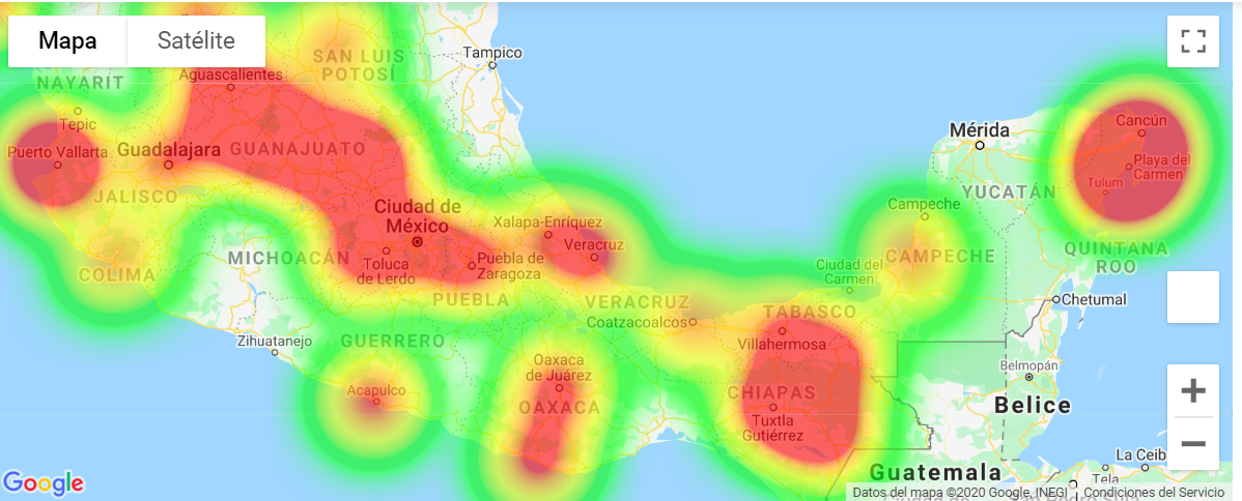 Mapa
Satélite
Tampico
SAN LUIS
POTOSÍ
Aguascalientes
NAYARIT
Tepic
Puerto Vallarta
Guadalajara
GUANAJUATO
JALISCO
Ciudad de
México
Xalapa-Enríquez
Veracruz
MICHOACÁN
Toluca
de Lerdo
Puebla de
Zaragoza
COLIMA
PUEBLA
VERACRUZ
Coatzacoalcos
Zihuatanejo
GUERRERO
Acapulco
Oaxaca
de Juárez
OAXACA
Mérida
YUCATÁN
Cancún
Playa del
Carmen
Tulum
Campeche
CAMPECHE
QUINTANA
ROO
Ciudad del
Carmen
TABASCO
Villahermosa
Chetumal
CHIAPAS
Tuxtla
Gutiérrez
Belmopán
Belice
La Ceib
Tela
Guatemala
Google
Datos del mapa ©2020 Google, INEGI
Condiciones del Servicio